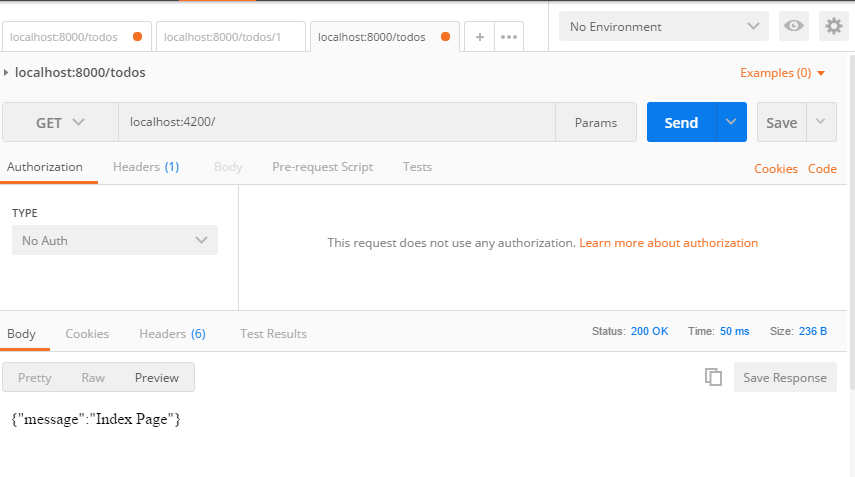 localhost:8000/todos localhost:8000/todos/1 localhost:8000/todos + ••• No Environment
localhost:8000/todos Examples (0)
GET localhost:4200/ Params Send Save
Authorization Headers (1) Body Pre-request Script Tests Cookies Code
TYPE
No Auth
This request does not use any authorization. Learn more about authorization
Body Cookies Headers (6) Test Results Status: 200 OK Time: 50 ms Size: 236 B
Pretty Raw Preview Save Response
{"message":"Index Page"}